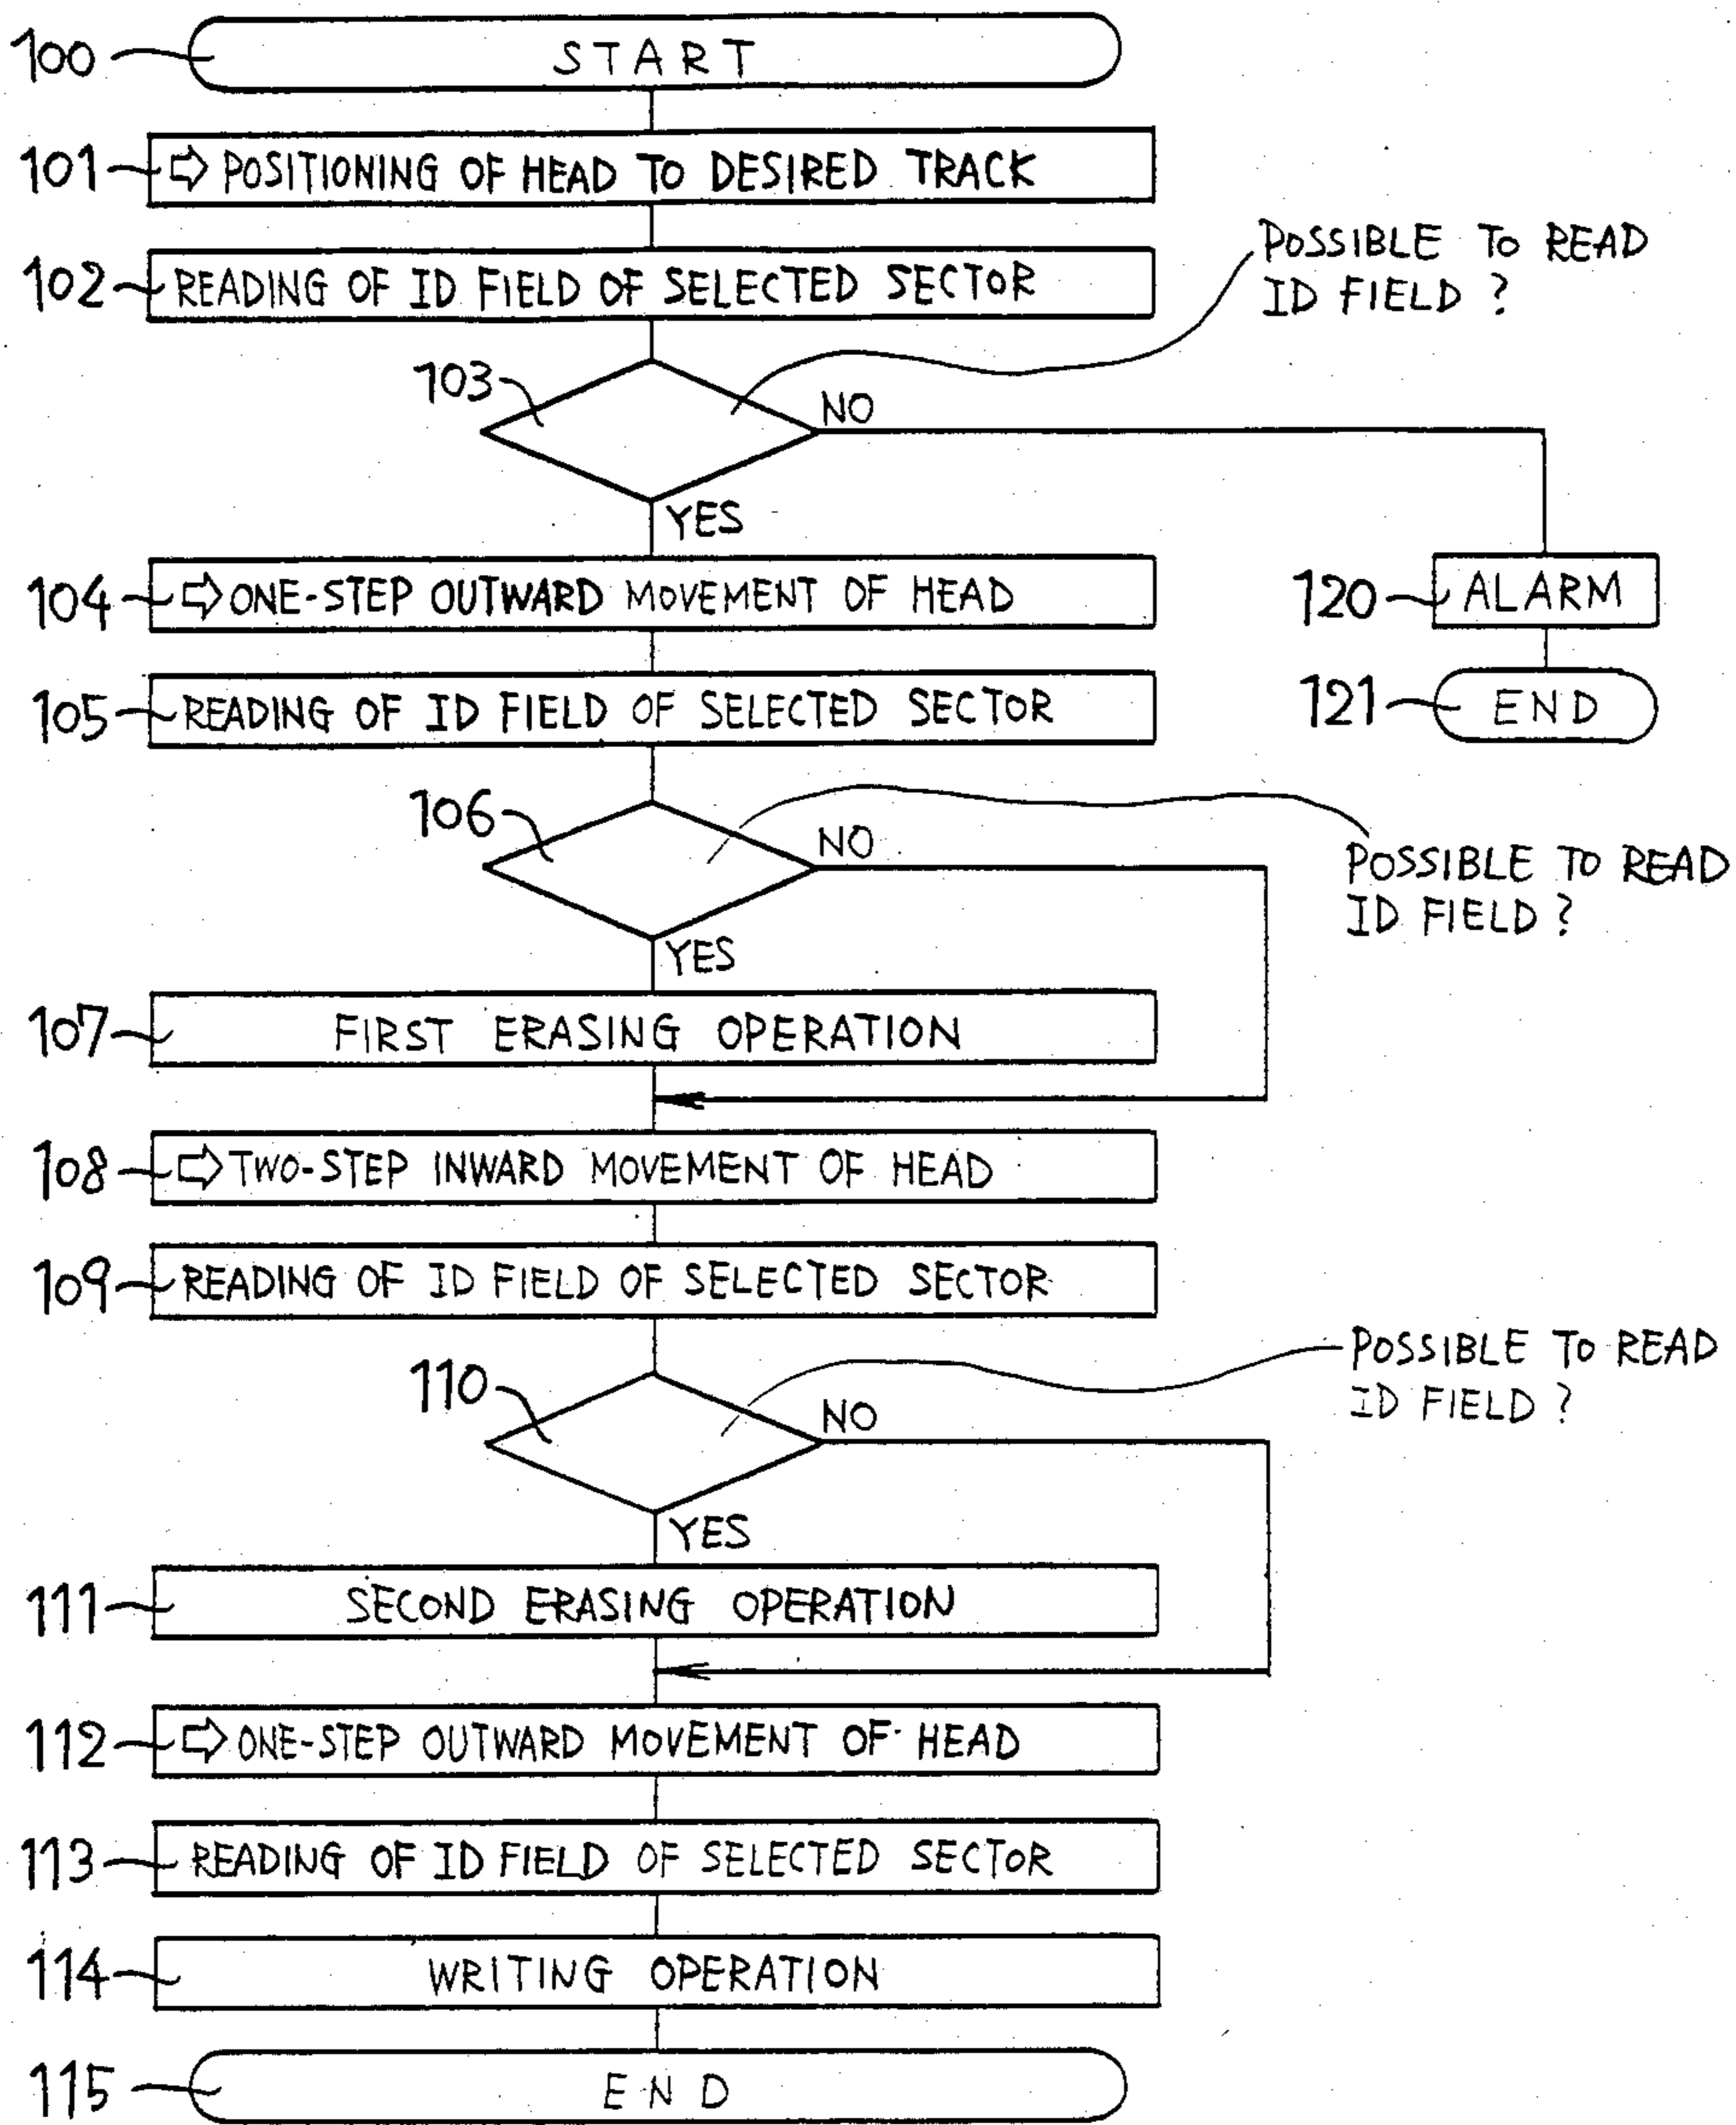 100
START
101
⇨ POSITIONING OF HEAD TO DESIRED TRACK
102
READING OF ID FIELD OF SELECTED SECTOR
POSSIBLE TO READ
ID FIELD ?
103
NO
YES
104
⇨ ONE-STEP OUTWARD MOVEMENT OF HEAD
120
ALARM
105
READING OF ID FIELD OF SELECTED SECTOR
121
END
106
NO
POSSIBLE TO READ
ID FIELD ?
YES
107
FIRST ERASING OPERATION
108
⇨ TWO-STEP INWARD MOVEMENT OF HEAD
109
READING OF ID FIELD OF SELECTED SECTOR
POSSIBLE TO READ
ID FIELD ?
110
NO
YES
111
SECOND ERASING OPERATION
112
⇨ ONE-STEP OUTWARD MOVEMENT OF HEAD
113
READING OF ID FIELD OF SELECTED SECTOR
114
WRITING OPERATION
115
END